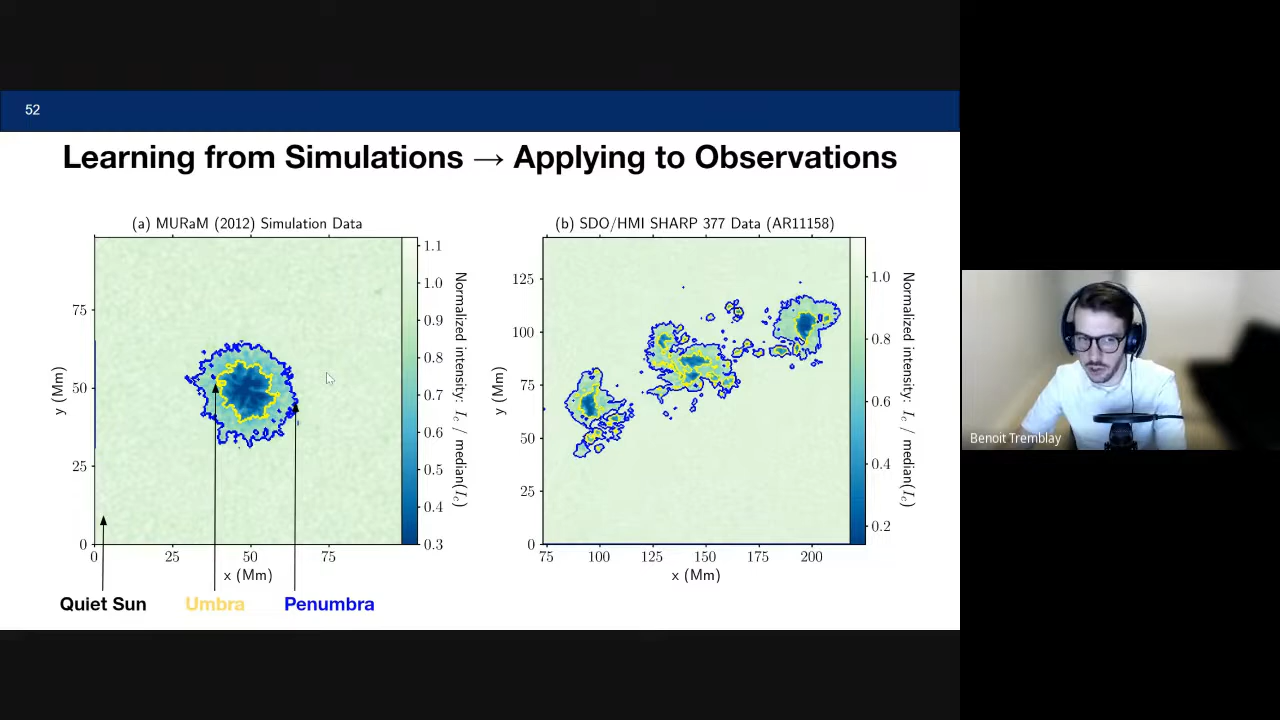 52
Learning from Simulations → Applying to Observations
(a) MURaM (2012) Simulation Data
(b) SDO/HMI SHARP 377 Data (AR11158)
y (Mm)
75
50
25
0
0 25 50 75
x (Mm)
1.1
1.0
0.9
0.8
0.7
0.6
0.5
0.4
0.3
Normalized intensity: I_c / median(I_c)
y (Mm)
125
100
75
50
25
0
75 100 125 150 175 200
x (Mm)
1.0
0.8
0.6
0.4
0.2
Normalized intensity: I_c / median(I_c)
Quiet Sun Umbra Penumbra
Benoit Tremblay